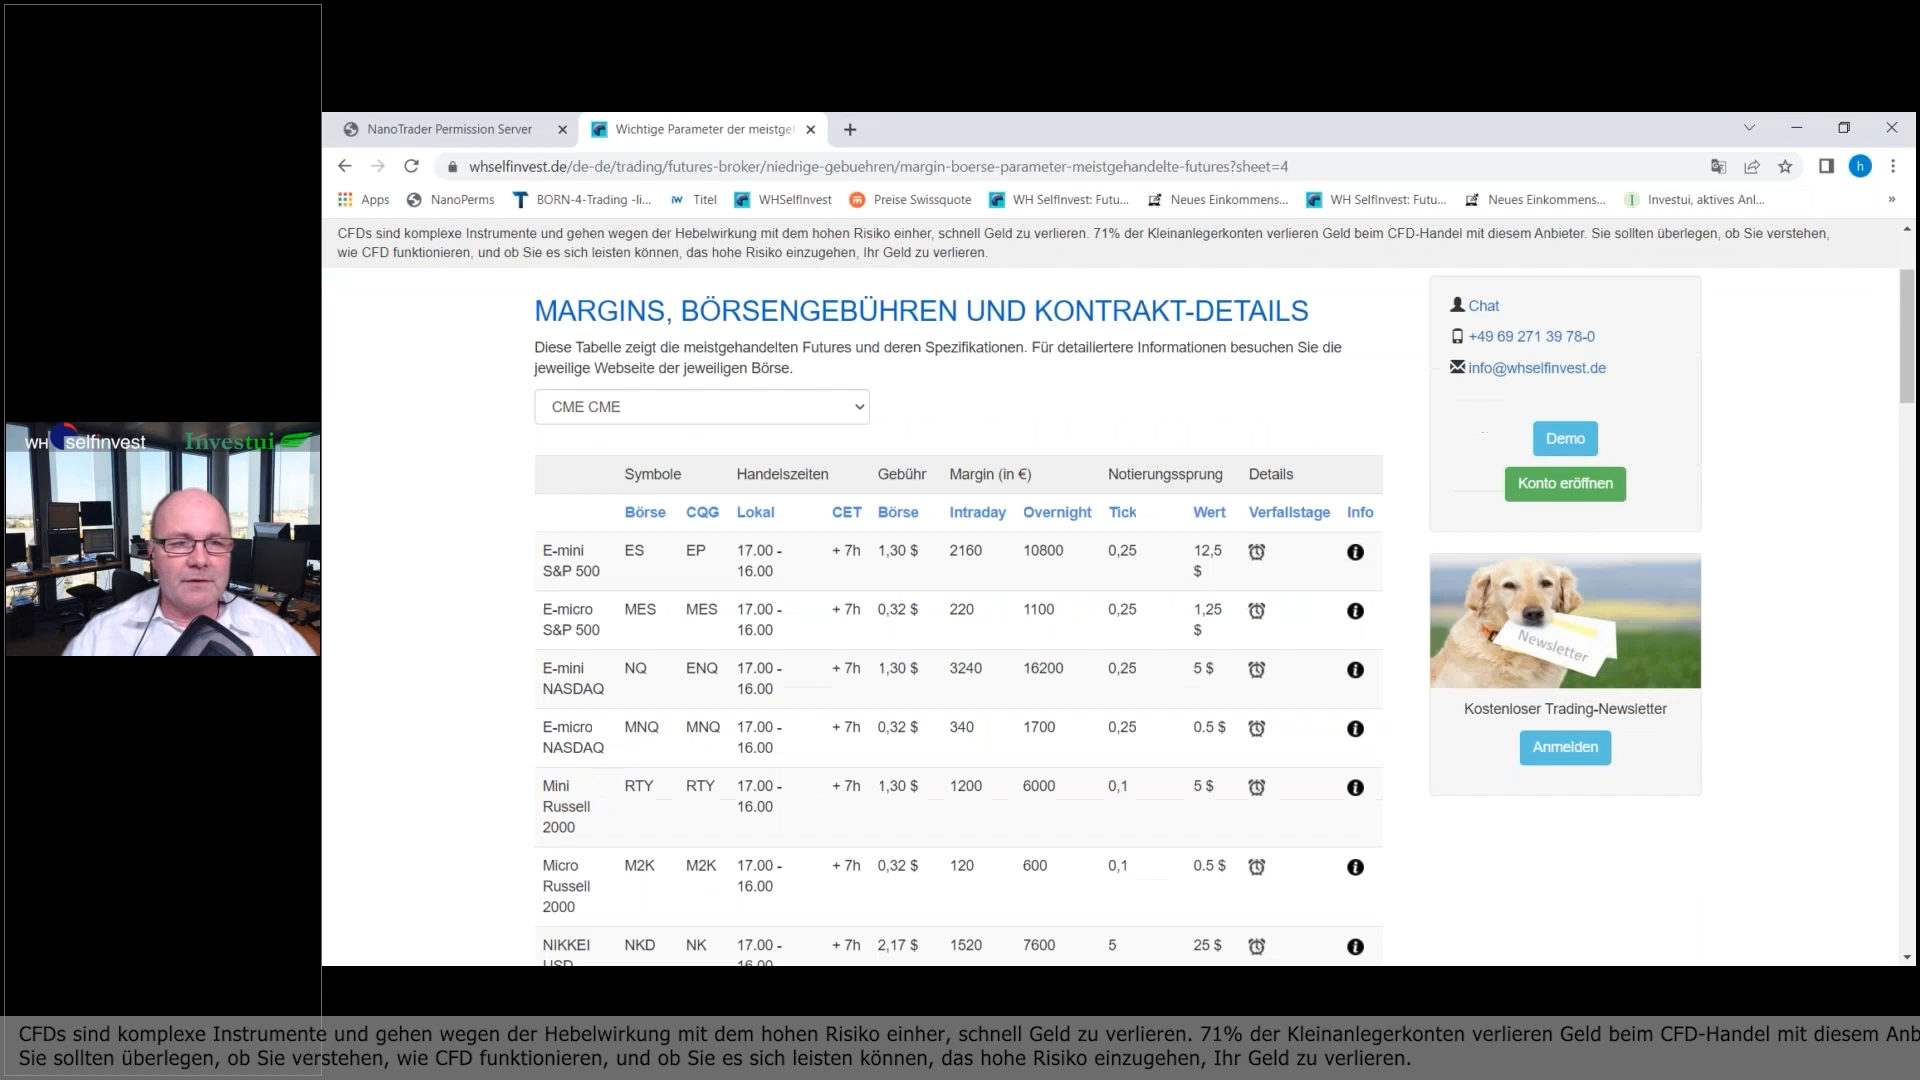 NanoTrader Permission Server
Wichtige Parameter der meistge
whselfinvest.de/de-de/trading/futures-broker/niedrige-gebuehren/margin-boerse-parameter-meistgehandelte-futures?sheet=4
h
Apps NanoPerms BORN-4-Trading -li... Titel WHSelfInvest Preise Swissquote WH SelfInvest: Futu... Neues Einkommens... WH SelfInvest: Futu... Neues Einkommens... Investui, aktives Anl... »
CFDs sind komplexe Instrumente und gehen wegen der Hebelwirkung mit dem hohen Risiko einher, schnell Geld zu verlieren. 71% der Kleinanlegerkonten verlieren Geld beim CFD-Handel mit diesem Anbieter. Sie sollten überlegen, ob Sie verstehen,
wie CFD funktionieren, und ob Sie es sich leisten können, das hohe Risiko einzugehen, Ihr Geld zu verlieren.
MARGINS, BÖRSENGEBÜHREN UND KONTRAKT-DETAILS
Diese Tabelle zeigt die meistgehandelten Futures und deren Spezifikationen. Für detailiertere Informationen besuchen Sie die
jeweilige Webseite der jeweiligen Börse.
CME CME
Symbole Handelszeiten Gebühr Margin (in €) Notierungssprung Details
Börse CQG Lokal CET Börse Intraday Overnight Tick Wert Verfallstage Info
E-mini ES EP 17.00 - + 7h 1,30 $ 2160 10800 0,25 12,5
S&P 500 16.00 $
E-micro MES MES 17.00 - + 7h 0,32 $ 220 1100 0,25 1,25
S&P 500 16.00 $
E-mini NQ ENQ 17.00 - + 7h 1,30 $ 3240 16200 0,25 5 $
NASDAQ 16.00
E-micro MNQ MNQ 17.00 - + 7h 0,32 $ 340 1700 0,25 0.5 $
NASDAQ 16.00
Mini RTY RTY 17.00 - + 7h 1,30 $ 1200 6000 0,1 5 $
Russell 16.00
2000
Micro M2K M2K 17.00 - + 7h 0,32 $ 120 600 0,1 0.5 $
Russell 16.00
2000
NIKKEI NKD NK 17.00 - + 7h 2,17 $ 1520 7600 5 25 $
USD 16.00
Chat
+49 69 271 39 78-0
info@whselfinvest.de
Demo
Konto eröffnen
Newsletter
Kostenloser Trading-Newsletter
Anmelden
WH selfinvest Investui
CFDs sind komplexe Instrumente und gehen wegen der Hebelwirkung mit dem hohen Risiko einher, schnell Geld zu verlieren. 71% der Kleinanlegerkonten verlieren Geld beim CFD-Handel mit diesem Anb
Sie sollten überlegen, ob Sie verstehen, wie CFD funktionieren, und ob Sie es sich leisten können, das hohe Risiko einzugehen, Ihr Geld zu verlieren.